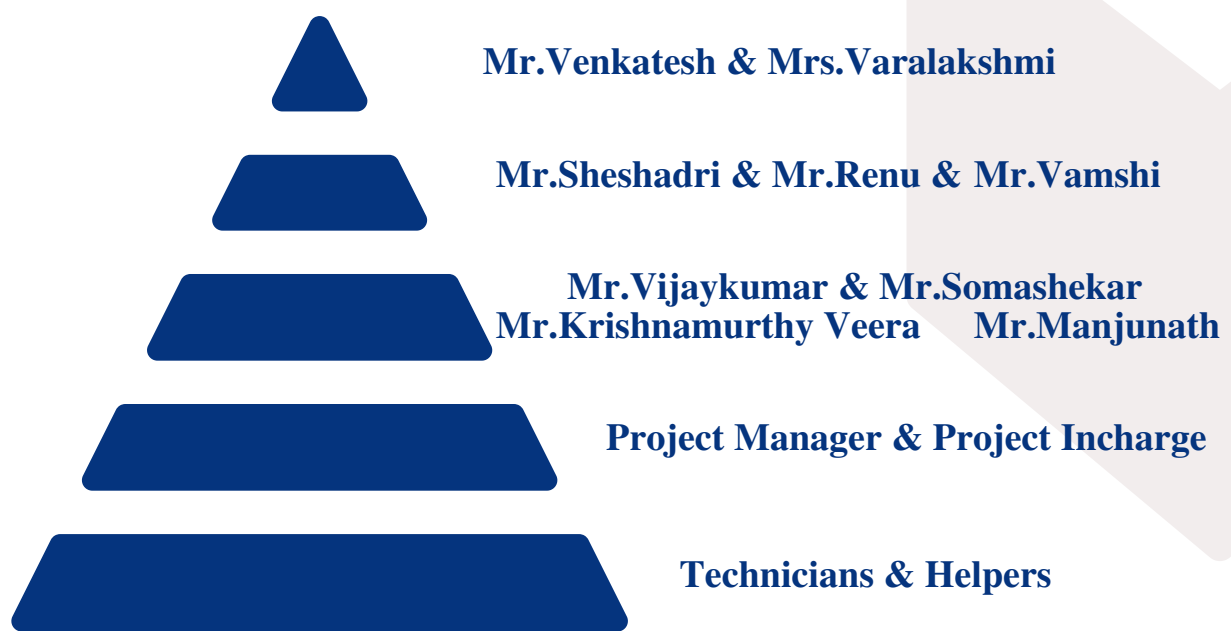 Mr.Venkatesh & Mrs.Varalakshmi
Mr.Sheshadri & Mr.Renu & Mr.Vamshi
Mr.Vijaykumar & Mr.Somashekar
Mr.Krishnamurthy Veera Mr.Manjunath
Project Manager & Project Incharge
Technicians & Helpers